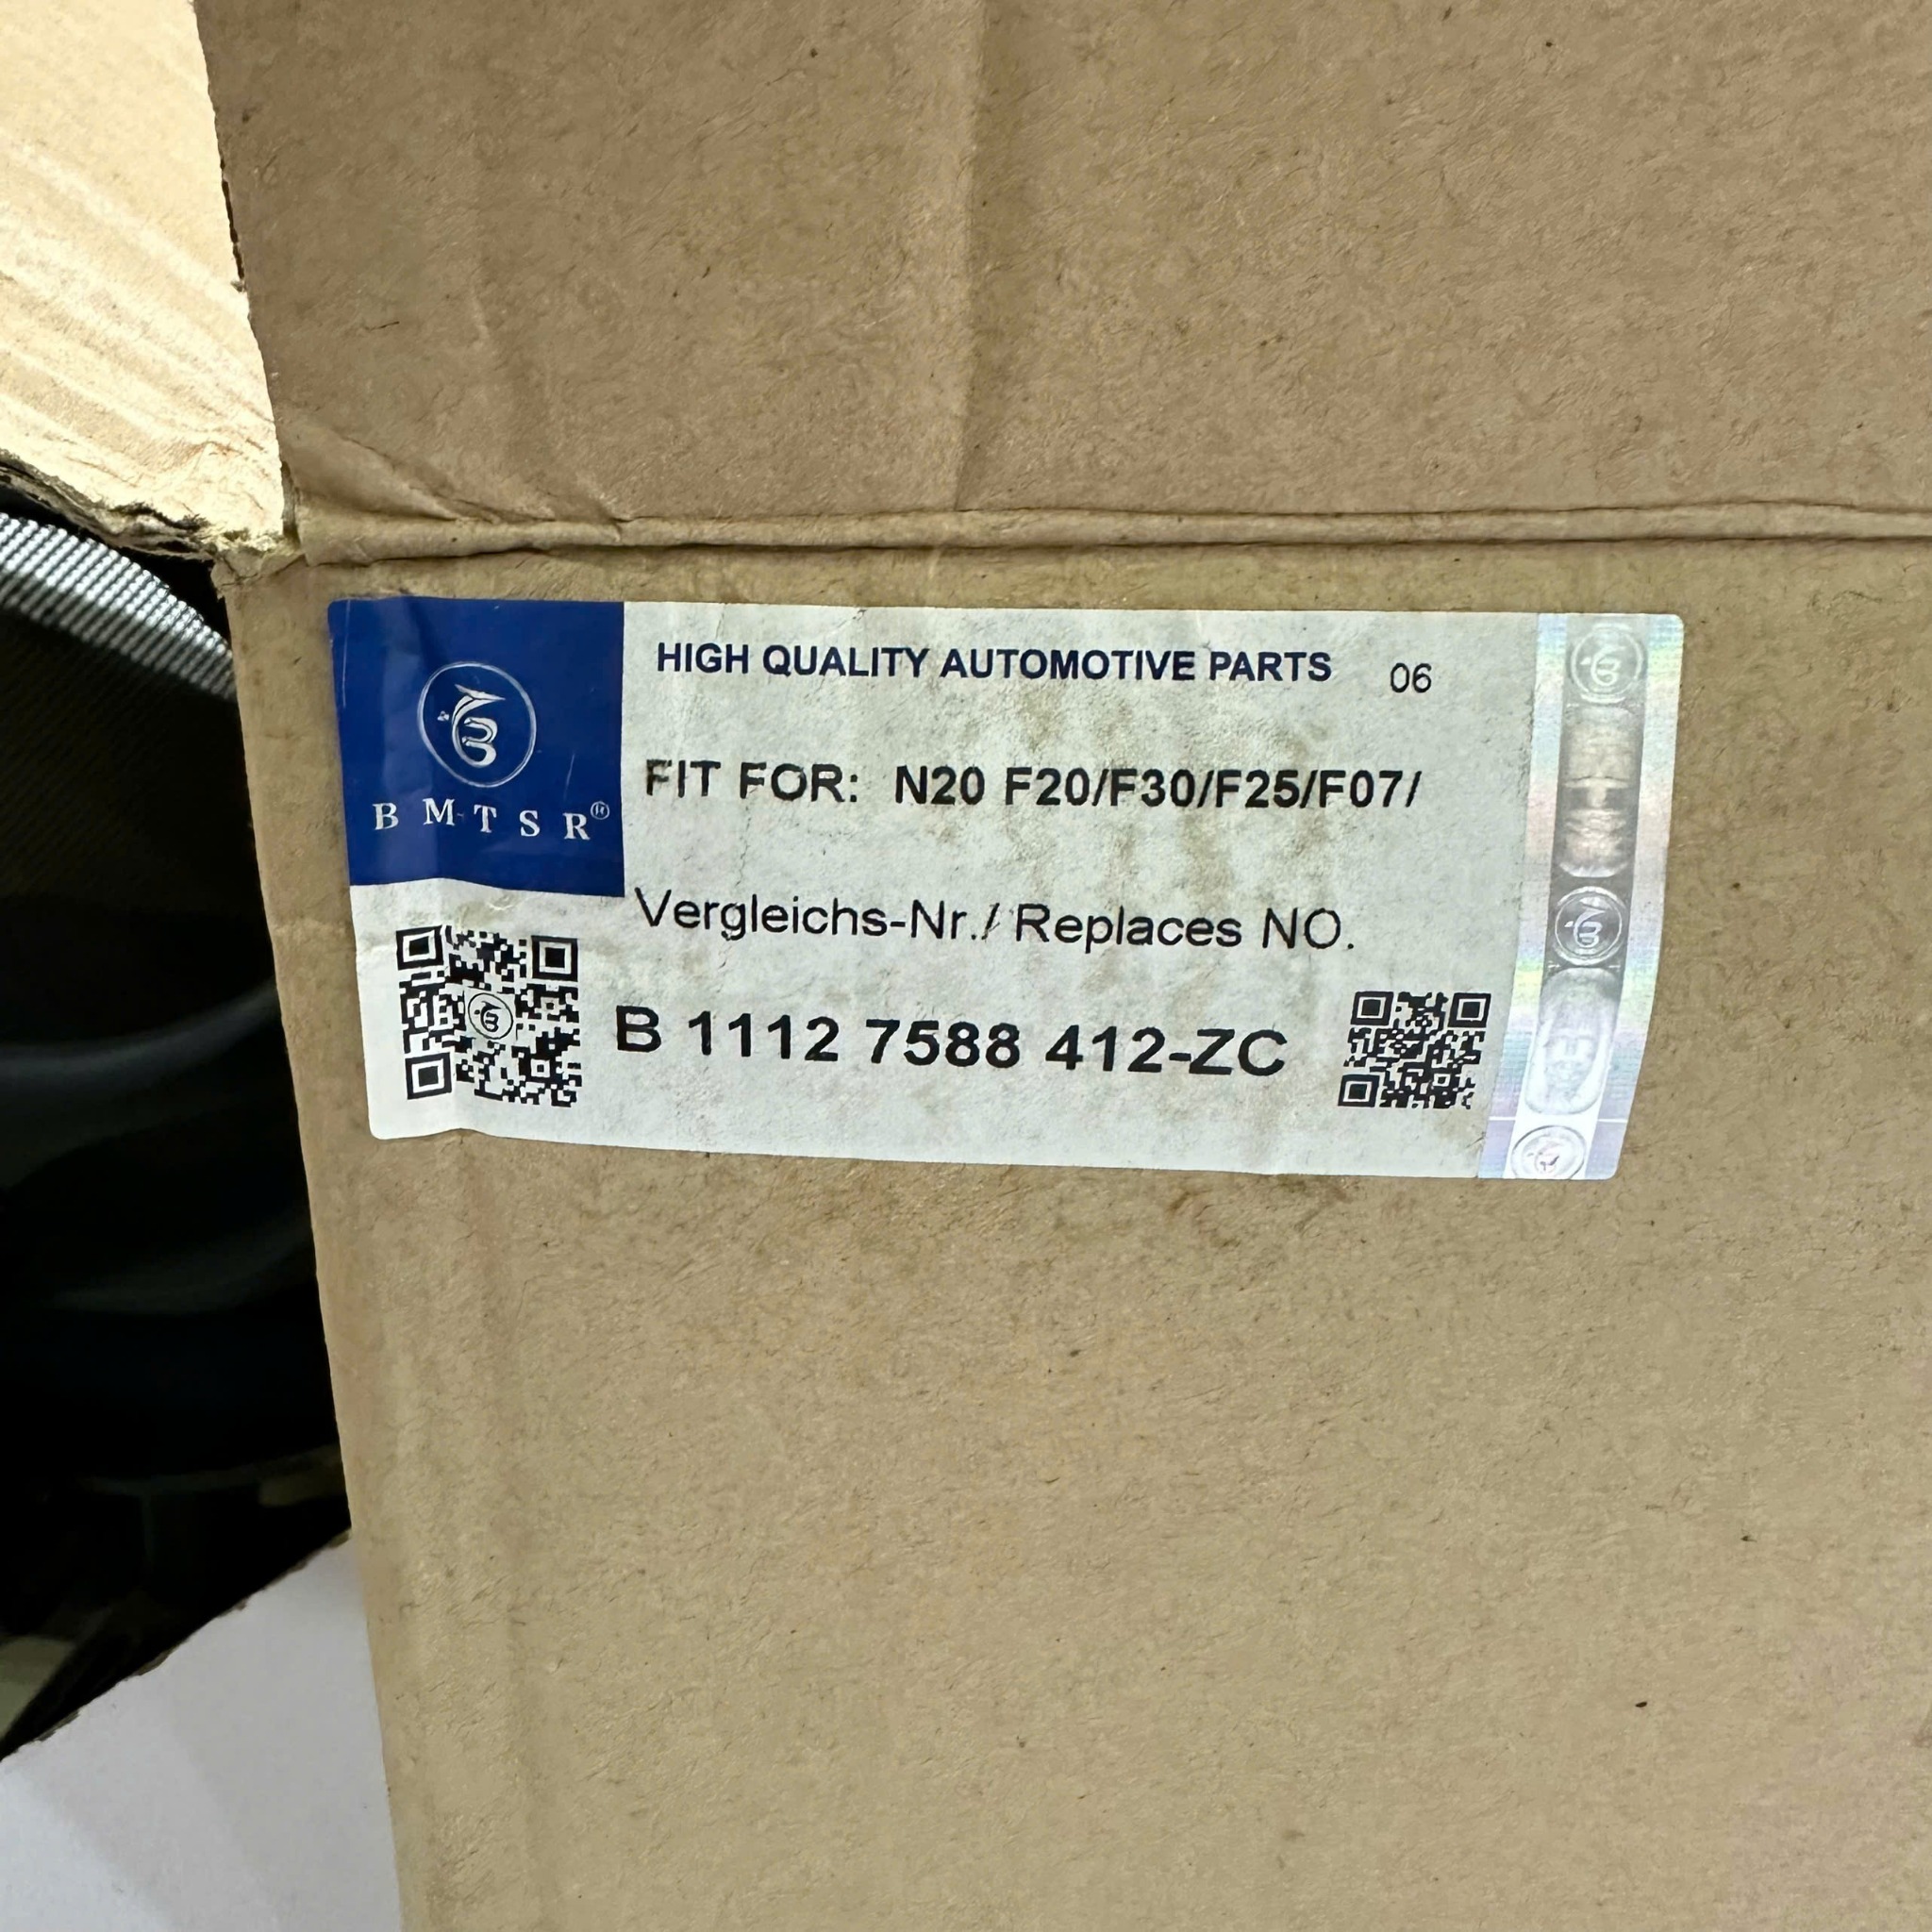 HIGH QUALITY AUTOMOTIVE PARTS 06
BMTSR®
FIT FOR: N20 F20/F30/F25/F07/
Vergleichs-Nr./ Replaces NO.
B 1112 7588 412-ZC